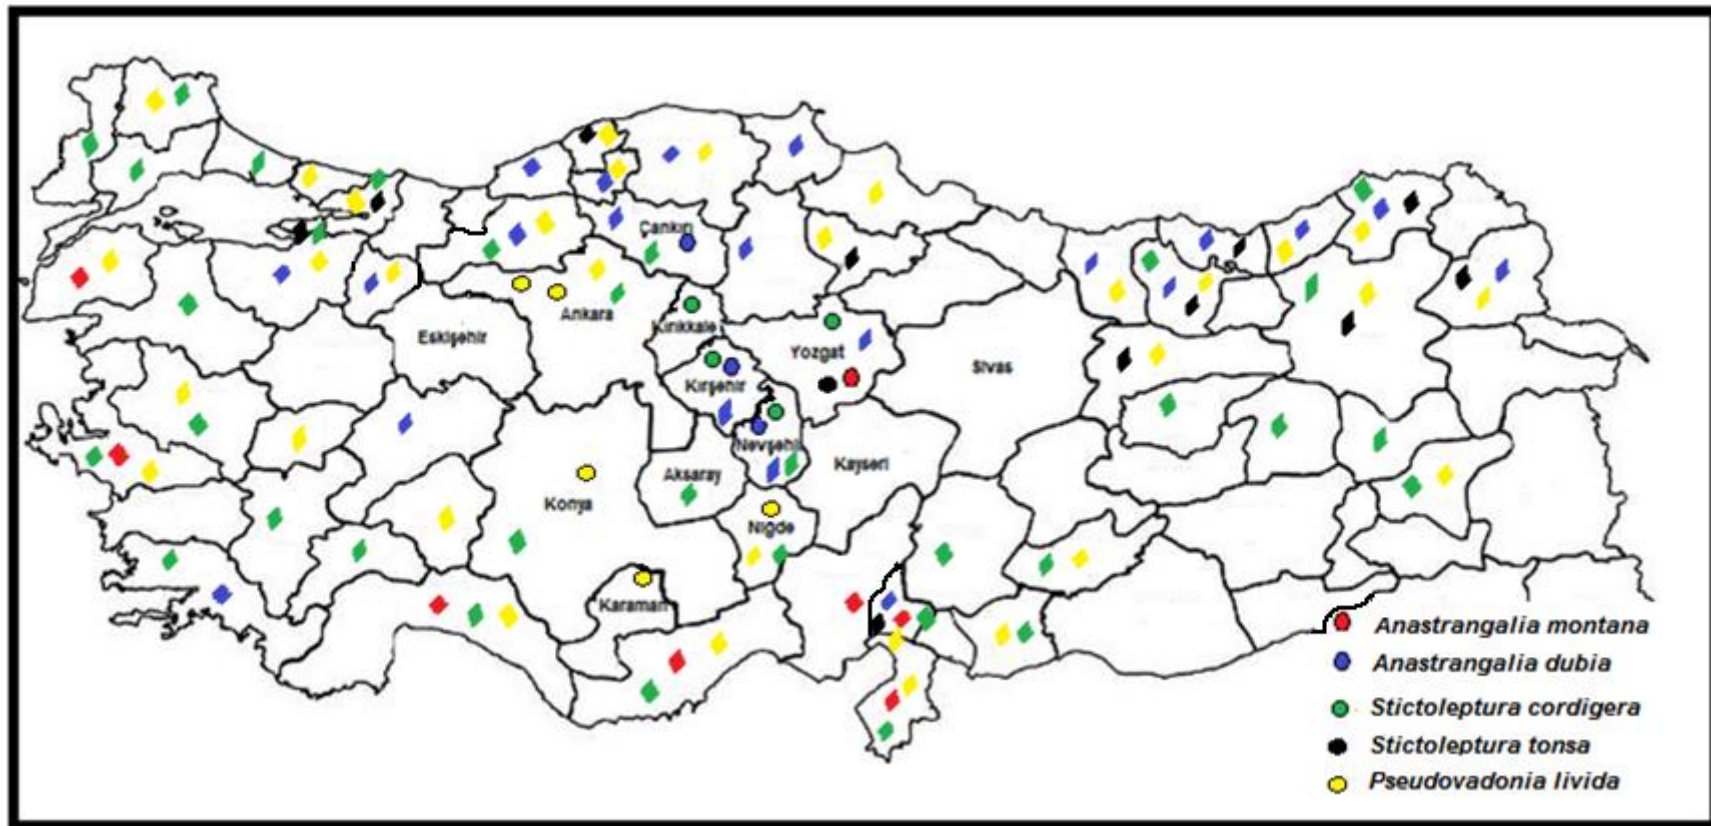 Çankırı
Ankara
Kırıkkale
Eskişehir
Yozgat
Sivas
Kırşehir
Nevşehir
Kayseri
Aksaray
Konya
Niğde
Karaman
Anastrangalia montana
Anastrangalia dubia
Stictoleptura cordigera
Stictoleptura tonsa
Pseudovadonia livida